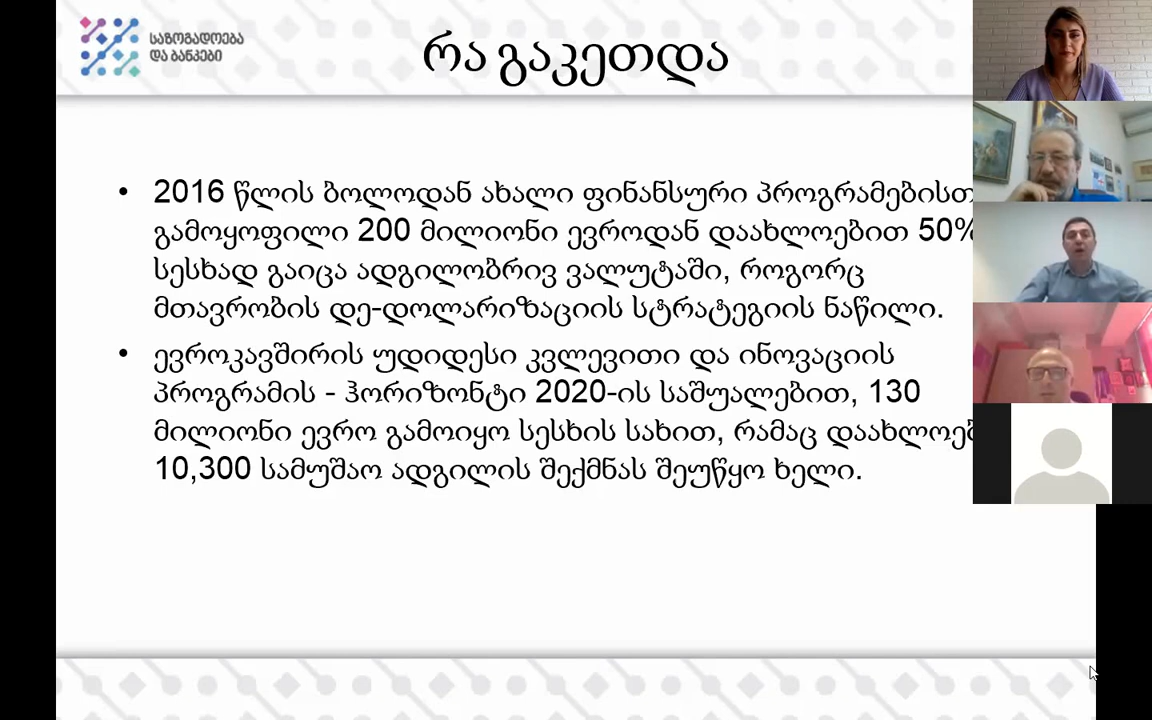 საზოგადოება
და ბანკები
რა გაკეთდა
• 2016 წლის ბოლოდან ახალი ფინანსური
გამოყოფილი 200 მილიონი ევროდან დაახლოებით 50%
სესხად გაიცა ადგილობრივ ვალუტაში, როგორც
მთავრობის დე-დოლარიზაციის სტრატეგიის ნაწილი.
• ევროკავშირის უდიდესი კვლევითი და ინოვაციის
პროგრამის - ჰორიზონტი 2020-ის საშუალებით, 130
მილიონი ევრო გამოიყო სესხის სახით, რამაც
10,300 სამუშაო ადგილის შექმნას შეუწყო ხელი.